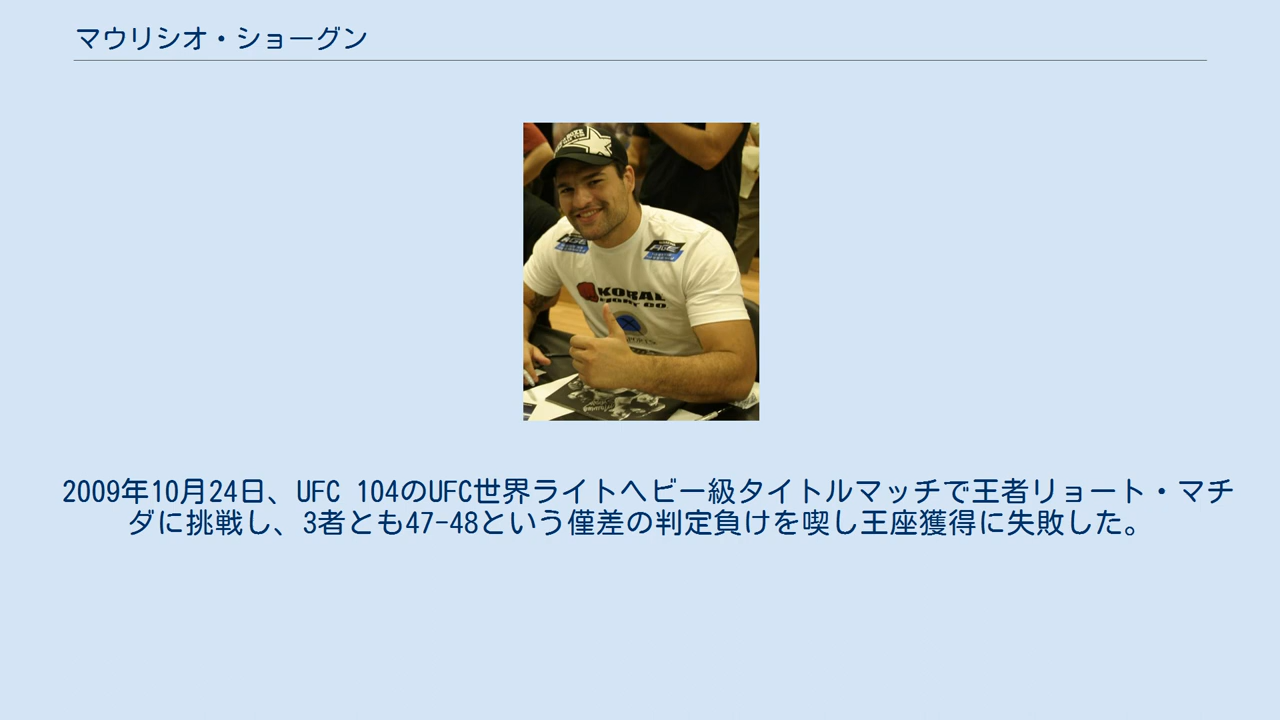 マウリシオ・ショーグン
KORAL
FIGHT CO
2009年10月24日、UFC 104のUFC世界ライトヘビー級タイトルマッチで王者リョート・マチ
ダに挑戦し、3者とも47-48という僅差の判定負けを喫し王座獲得に失敗した。